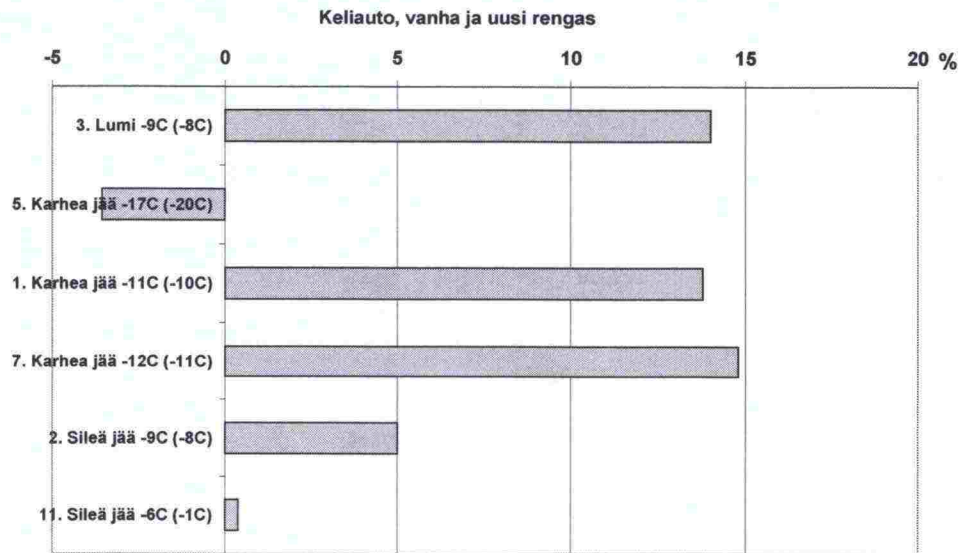 Keliauto, vanha ja uusi rengas
-5 0 5 10 15 20 %
3. Lumi -9C (-8C)
5. Karhea jää -17C (-20C)
1. Karhea jää -11C (-10C)
7. Karhea jää -12C (-11C)
2. Sileä jää -9C (-8C)
11. Sileä jää -6C (-1C)